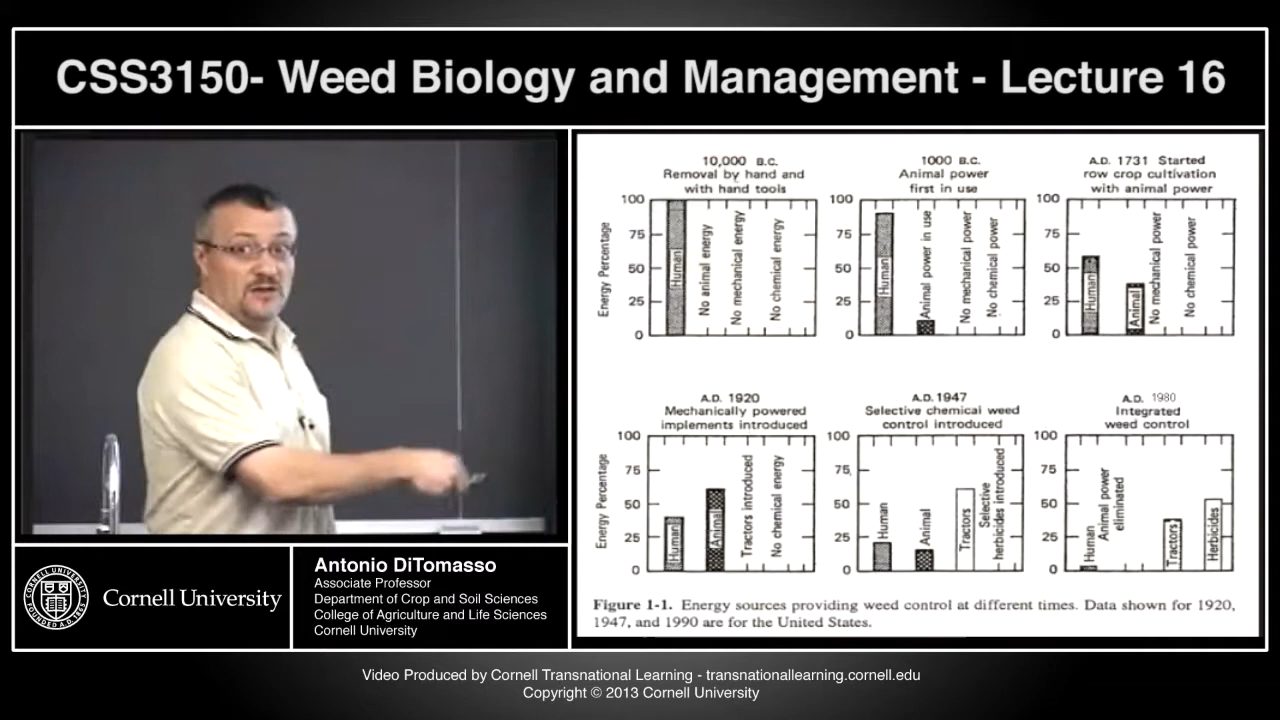 CSS3150- Weed Biology and Management - Lecture 16
10,000 B.C.
Removal by hand and
with hand tools
100
75
50
25
0
Energy Percentage
Human
No animal energy
No mechanical energy
No chemical energy
1000 B.C.
Animal power
first in use
100
75
50
25
0
Human
Animal power in use
No mechanical power
No chemical power
A.D. 1731 Started
row crop cultivation
with animal power
100
75
50
25
0
Human
Animal
No mechanical power
No chemical power
A.D. 1920
Mechanically powered
implements introduced
100
75
50
25
0
Energy Percentage
Human
Animal
Tractors introduced
No chemical energy
A.D. 1947
Selective chemical weed
control introduced
100
75
50
25
0
Human
Animal
Tractors
Selective
herbicides introduced
A.D. 1980
Integrated
weed control
100
75
50
25
0
Human
Animal power
eliminated
Tractors
Herbicides
Figure 1-1. Energy sources providing weed control at different times. Data shown for 1920,
1947, and 1990 are for the United States.
Cornell University
Antonio DiTomasso
Associate Professor
Department of Crop and Soil Sciences
College of Agriculture and Life Sciences
Cornell University
Video Produced by Cornell Transnational Learning - transnationallearning.cornell.edu
Copyright © 2013 Cornell University